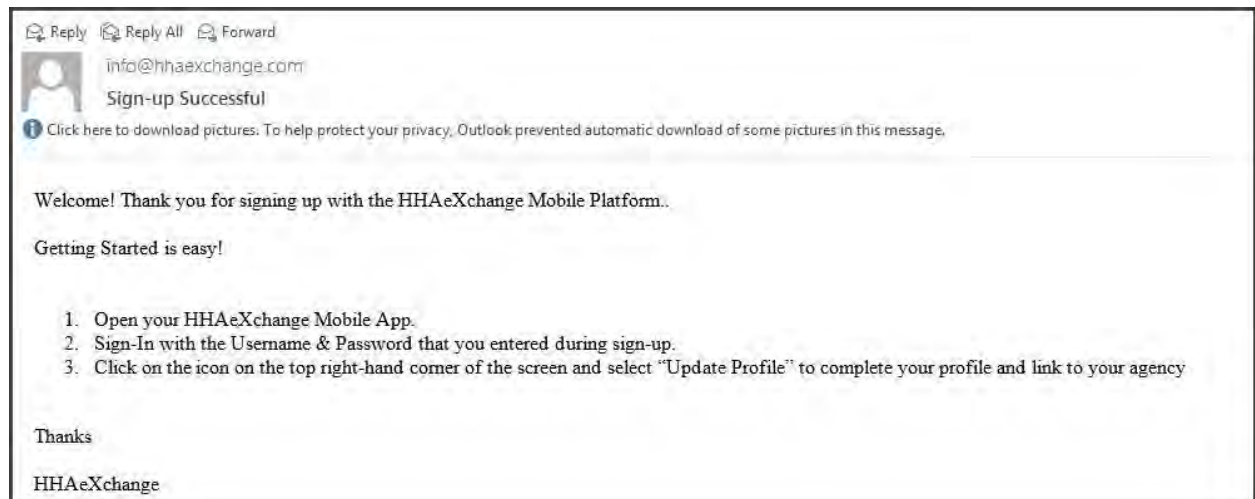 Reply Reply All Forward
info@hhaexchange.com
Sign-up Successful
Click here to download pictures. To help protect your privacy, Outlook prevented automatic download of some pictures in this message.
Welcome! Thank you for signing up with the HHAeXchange Mobile Platform..
Getting Started is easy!
1. Open your HHAeXchange Mobile App.
2. Sign-In with the Username & Password that you entered during sign-up.
3. Click on the icon on the top right-hand corner of the screen and select “Update Profile” to complete your profile and link to your agency
Thanks
HHAeXchange